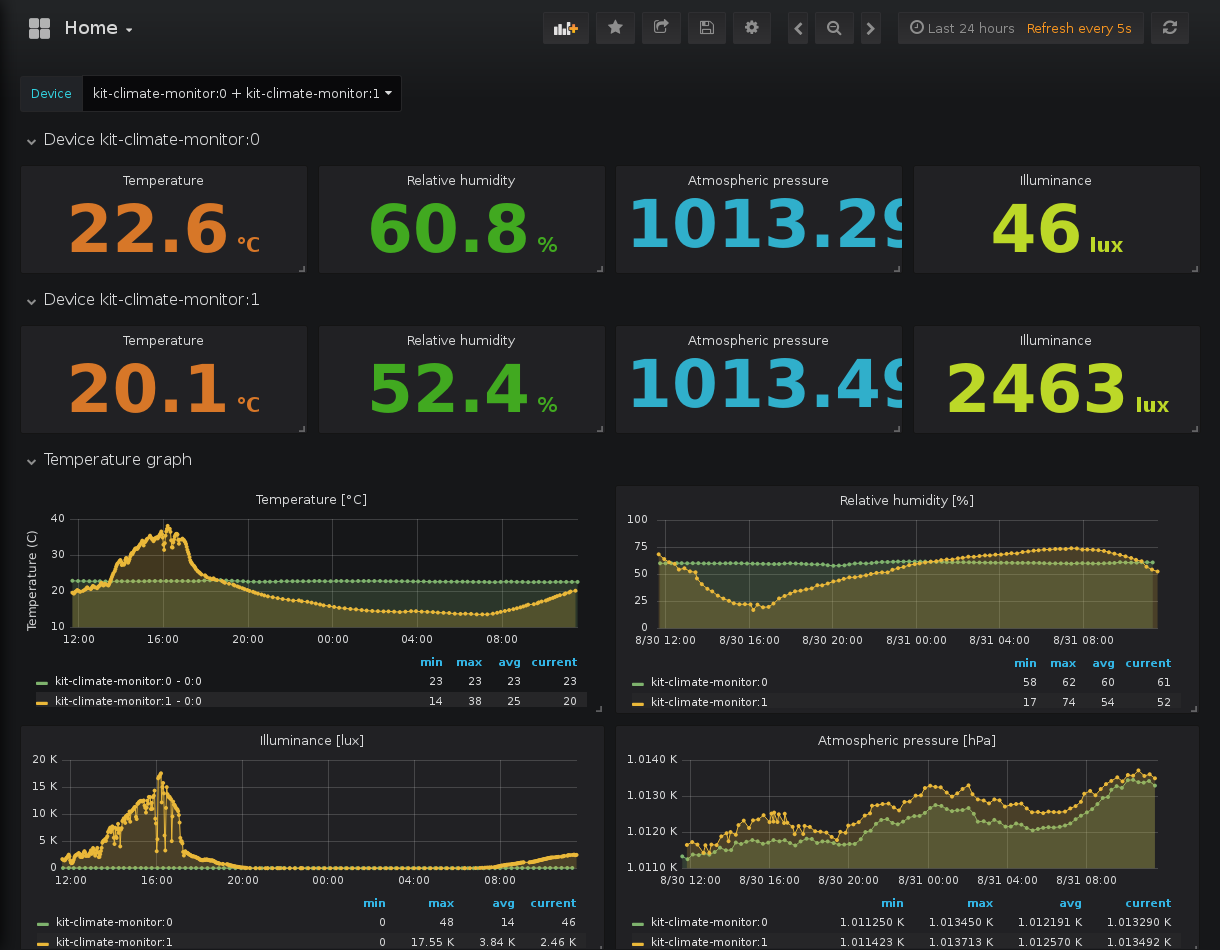 Home
Last 24 hours Refresh every 5s
Device kit-climate-monitor:0 + kit-climate-monitor:1
Device kit-climate-monitor:0
Temperature Relative humidity Atmospheric pressure Illuminance
22.6 °C 60.8 % 1013.29 46 lux
Device kit-climate-monitor:1
Temperature Relative humidity Atmospheric pressure Illuminance
20.1 °C 52.4 % 1013.49 2463 lux
Temperature graph
Temperature [°C]
Temperature (C)
40
30
20
10
12:00 16:00 20:00 00:00 04:00 08:00
min max avg current
kit-climate-monitor:0 - 0:0 23 23 23 23
kit-climate-monitor:1 - 0:0 14 38 25 20
Relative humidity [%]
100
75
50
25
0
8/30 12:00 8/30 16:00 8/30 20:00 8/31 00:00 8/31 04:00 8/31 08:00
min max avg current
kit-climate-monitor:0 58 62 60 61
kit-climate-monitor:1 17 74 54 52
Illuminance [lux]
20 K
15 K
10 K
5 K
0
12:00 16:00 20:00 00:00 04:00 08:00
min max avg current
kit-climate-monitor:0 0 48 14 46
kit-climate-monitor:1 0 17.55 K 3.84 K 2.46 K
Atmospheric pressure [hPa]
1.0140 K
1.0130 K
1.0120 K
1.0110 K
8/30 12:00 8/30 16:00 8/30 20:00 8/31 00:00 8/31 04:00 8/31 08:00
min max avg current
kit-climate-monitor:0 1.011250 K 1.013450 K 1.012191 K 1.013290 K
kit-climate-monitor:1 1.011423 K 1.013713 K 1.012570 K 1.013492 K